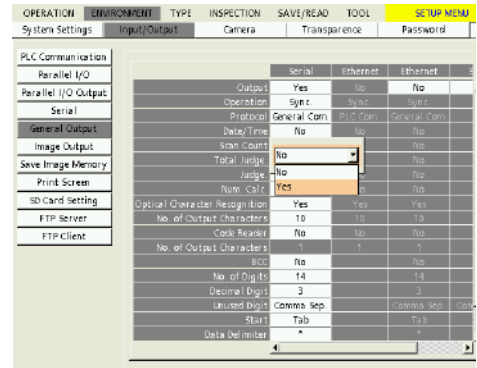 OPERATION ENVIRONMENT TYPE INSPECTION SAVE/READ TOOL SETUP MENU
System Settings Input/Output Camera Transparence Password
PLC Communication
Parallel I/O
Parallel I/O Output
Serial
General Output
Image Output
Save Image Memory
Print Screen
SD Card Setting
FTP Server
FTP Client
Serial Ethernet Ethernet S
Output Yes No No
Operation Sync. Sync. Sync.
Protocol General Com. PLC Com. General Com.
Date/Time No No No
Scan Count No
Total Judge. No
Judge. No
Num. Calc. No
No
No
Yes
Optical Character Recognition Yes Yes Yes
No. of Output Characters 10 10 10
Code Reader No No No
No. of Output Characters 1 1 1
BCC No No
No. of Digits 14 14
Decimal Digit 3 3
Unused Digit Comma Sep. Comma Sep. Com
Start Tab Tab
Data Delimiter * *